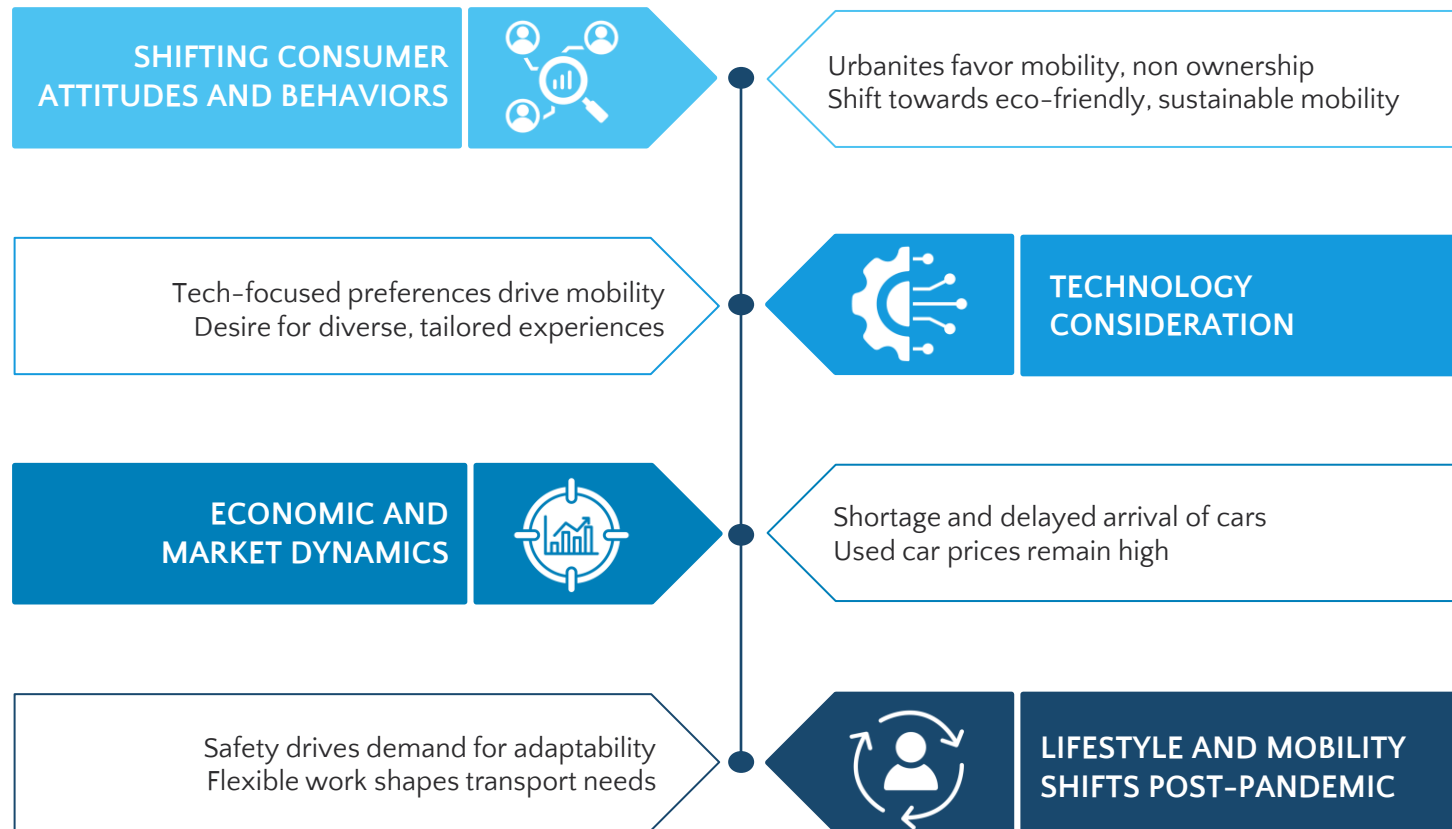 SHIFTING CONSUMER
ATTITUDES AND BEHAVIORS
Urbanites favor mobility, non ownership
Shift towards eco-friendly, sustainable mobility
Tech-focused preferences drive mobility
Desire for diverse, tailored experiences
TECHNOLOGY
CONSIDERATION
ECONOMIC AND
MARKET DYNAMICS
Shortage and delayed arrival of cars
Used car prices remain high
Safety drives demand for adaptability
Flexible work shapes transport needs
LIFESTYLE AND MOBILITY
SHIFTS POST-PANDEMIC